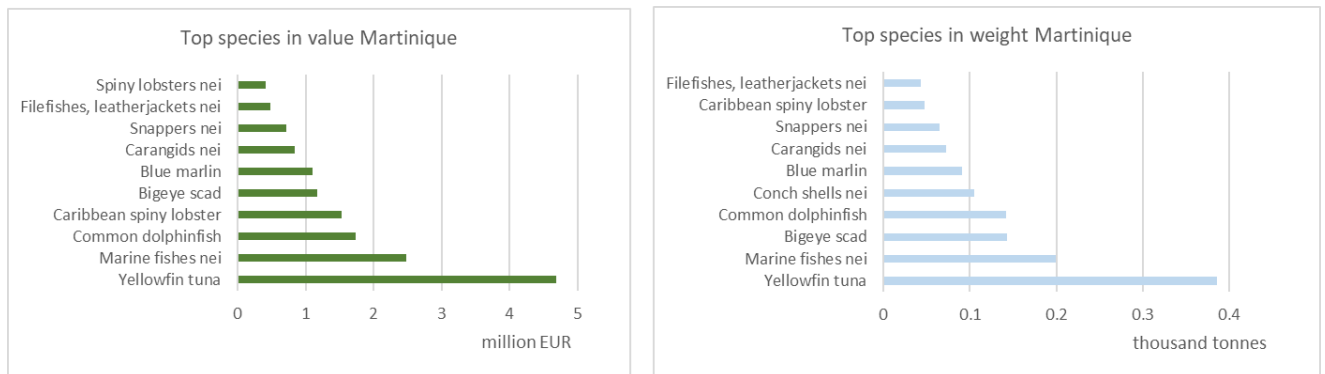 Top species in value Martinique
Spiny lobsters nei
Filefishes, leatherjackets nei
Snappers nei
Carangids nei
Blue marlin
Bigeye scad
Caribbean spiny lobster
Common dolphinfish
Marine fishes nei
Yellowfin tuna
0 1 2 3 4 5
million EUR
Top species in weight Martinique
Filefishes, leatherjackets nei
Caribbean spiny lobster
Snappers nei
Carangids nei
Blue marlin
Conch shells nei
Common dolphinfish
Bigeye scad
Marine fishes nei
Yellowfin tuna
0 0.1 0.2 0.3 0.4
thousand tonnes